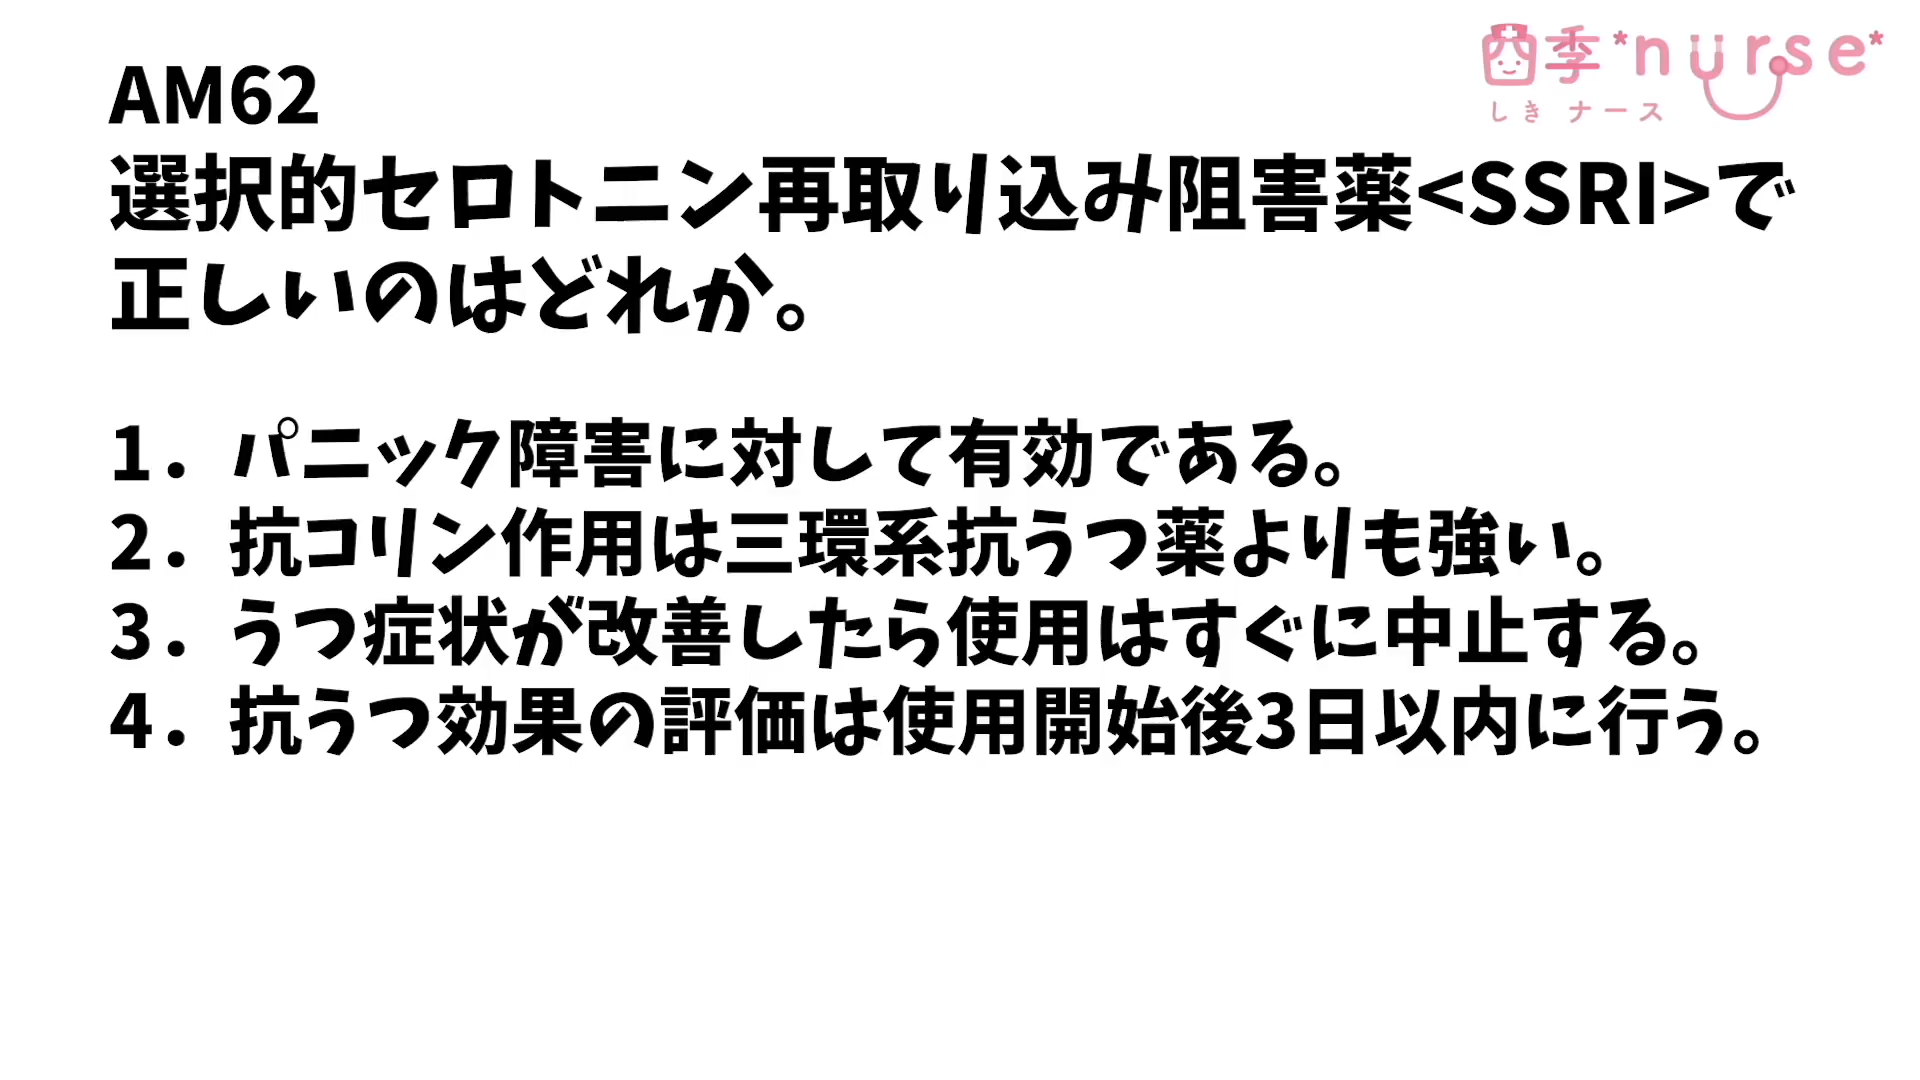 四季*nurse*
しき ナース
AM62
選択的セロトニン再取り込み阻害薬<SSRI>で
正しいのはどれか。
1．パニック障害に対して有効である。
2．抗コリン作用は三環系抗うつ薬よりも強い。
3．うつ症状が改善したら使用はすぐに中止する。
4．抗うつ効果の評価は使用開始後3日以内に行う。